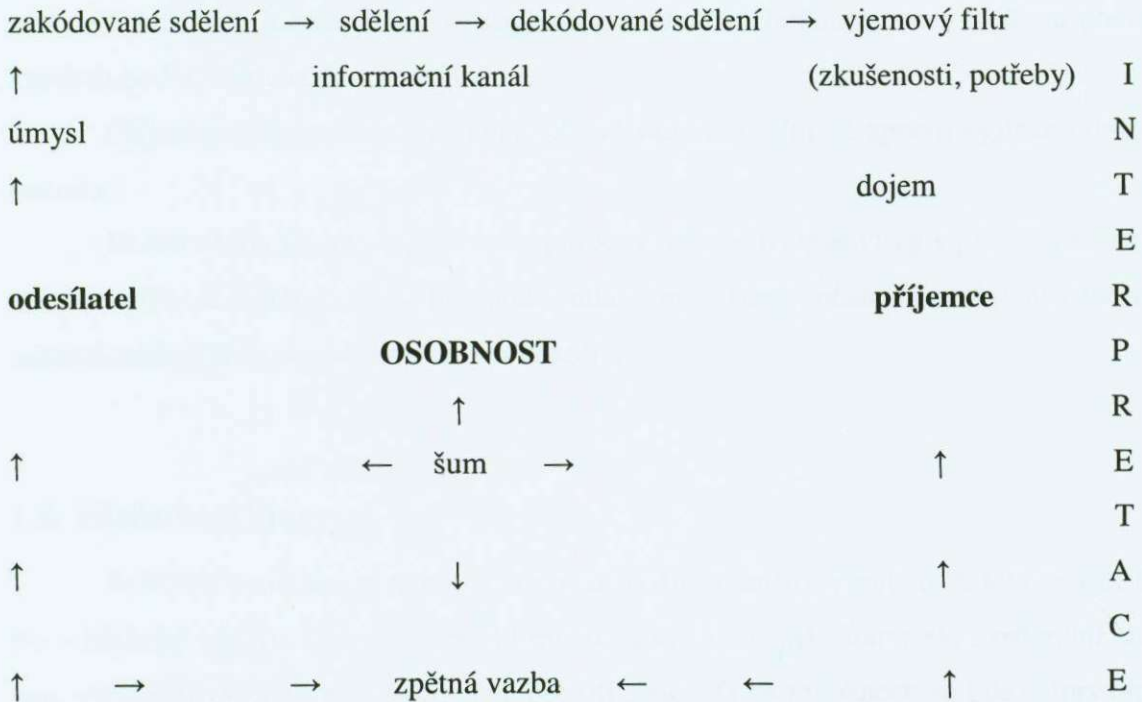 zakódované sdělení → sdělení → dekódované sdělení → vjemový filtr
↑ informační kanál (zkušenosti, potřeby) I
úmysl N
↑ dojem T
E
odesílatel příjemce R
OSOBNOST P
↑ R
↑ ← šum → ↑ E
T
↑ ↓ ↑ A
C
↑ → → zpětná vazba ← ← ↑ E